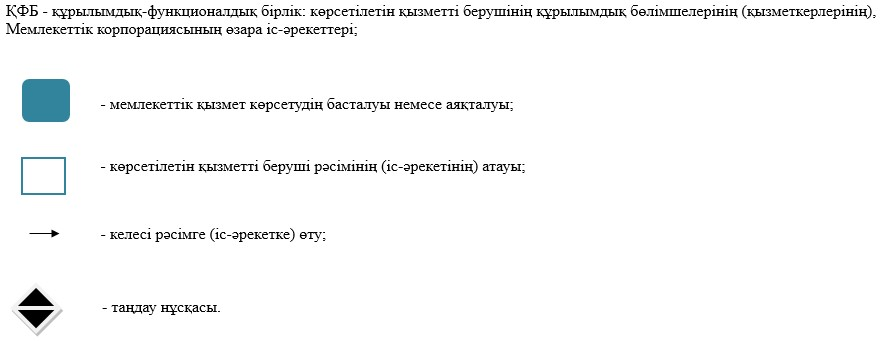 ҚФБ - құрылымдық-функционалдық бірлік: көрсетілетін қызметті берушінің құрылымдық бөлімшелерінің (қызметкерлерінің),
Мемлекеттік корпорациясының өзара іс-әрекеттері;
- мемлекеттік қызмет көрсетудің басталуы немесе аяқталуы;
- көрсетілетін қызметті беруші рәсімінің (іс-әрекетінің) атауы;
- келесі рәсімге (іс-әрекетке) өту;
- таңдау нұсқасы.